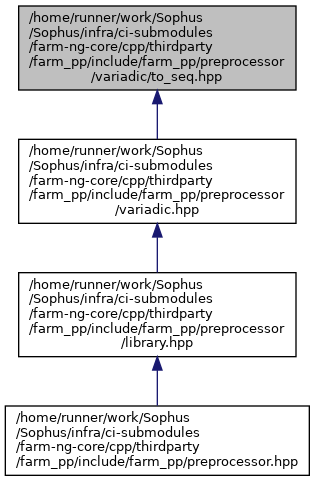 /home/runner/work/Sophus
/Sophus/infra/ci-submodules
/farm-ng-core/cpp/thirdparty
/farm_pp/include/farm_pp/preprocessor
/variadic/to_seq.hpp
/home/runner/work/Sophus
/Sophus/infra/ci-submodules
/farm-ng-core/cpp/thirdparty
/farm_pp/include/farm_pp/preprocessor
/variadic.hpp
/home/runner/work/Sophus
/Sophus/infra/ci-submodules
/farm-ng-core/cpp/thirdparty
/farm_pp/include/farm_pp/preprocessor
/library.hpp
/home/runner/work/Sophus
/Sophus/infra/ci-submodules
/farm-ng-core/cpp/thirdparty
/farm_pp/include/farm_pp/preprocessor.hpp